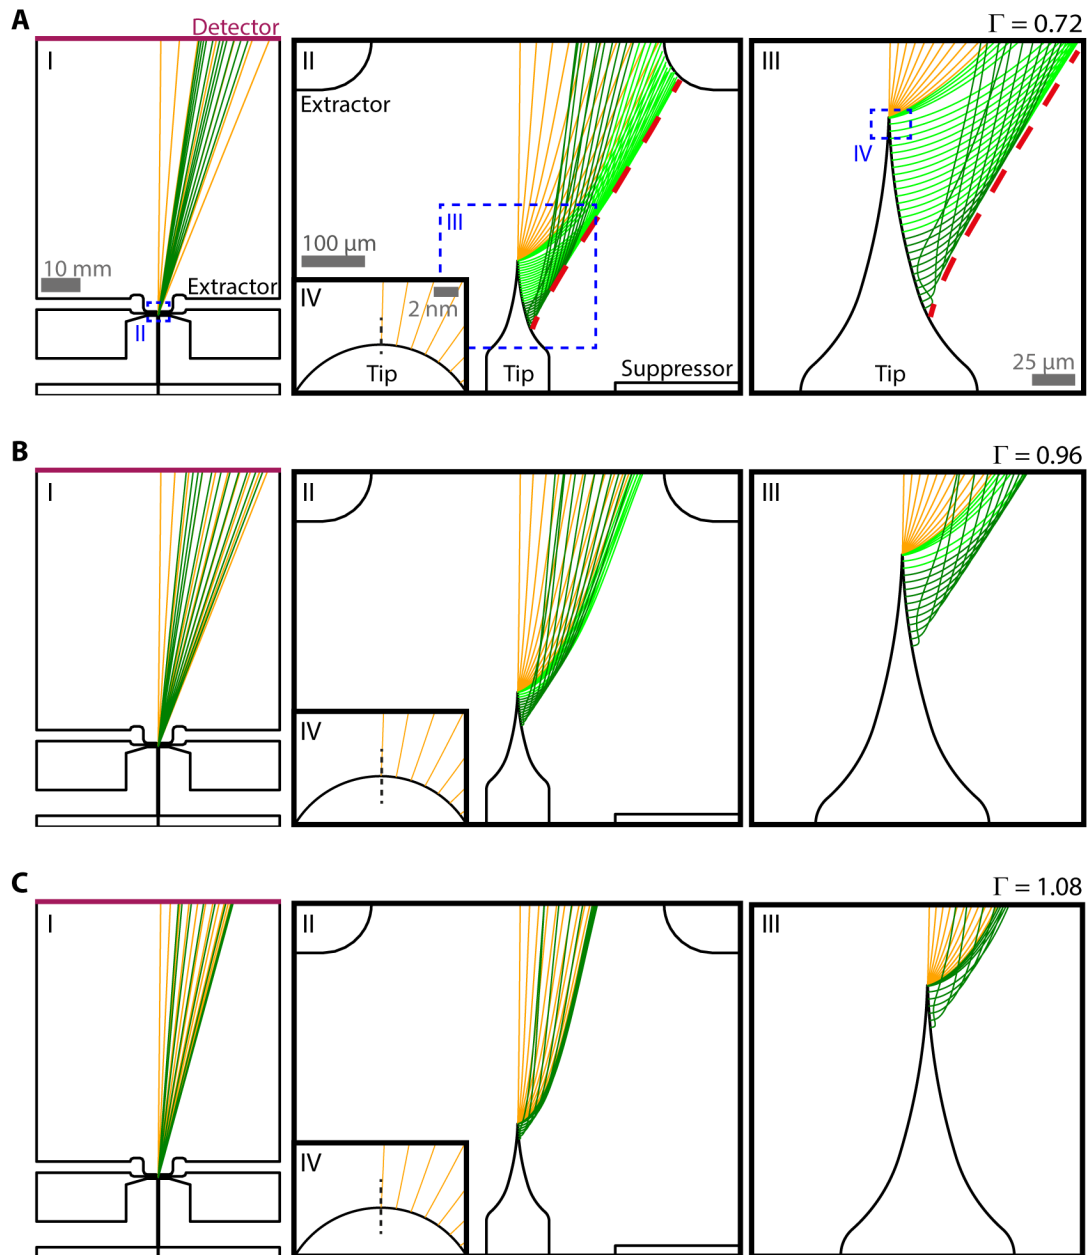 A
Detector
Γ = 0.72
I
II
III
Extractor
IV
III
10 mm
Extractor
100 μm
II
IV
2 nm
Tip
Tip
Suppressor
Tip
25 μm
B
Γ = 0.96
I
II
III
IV
C
Γ = 1.08
I
II
III
IV